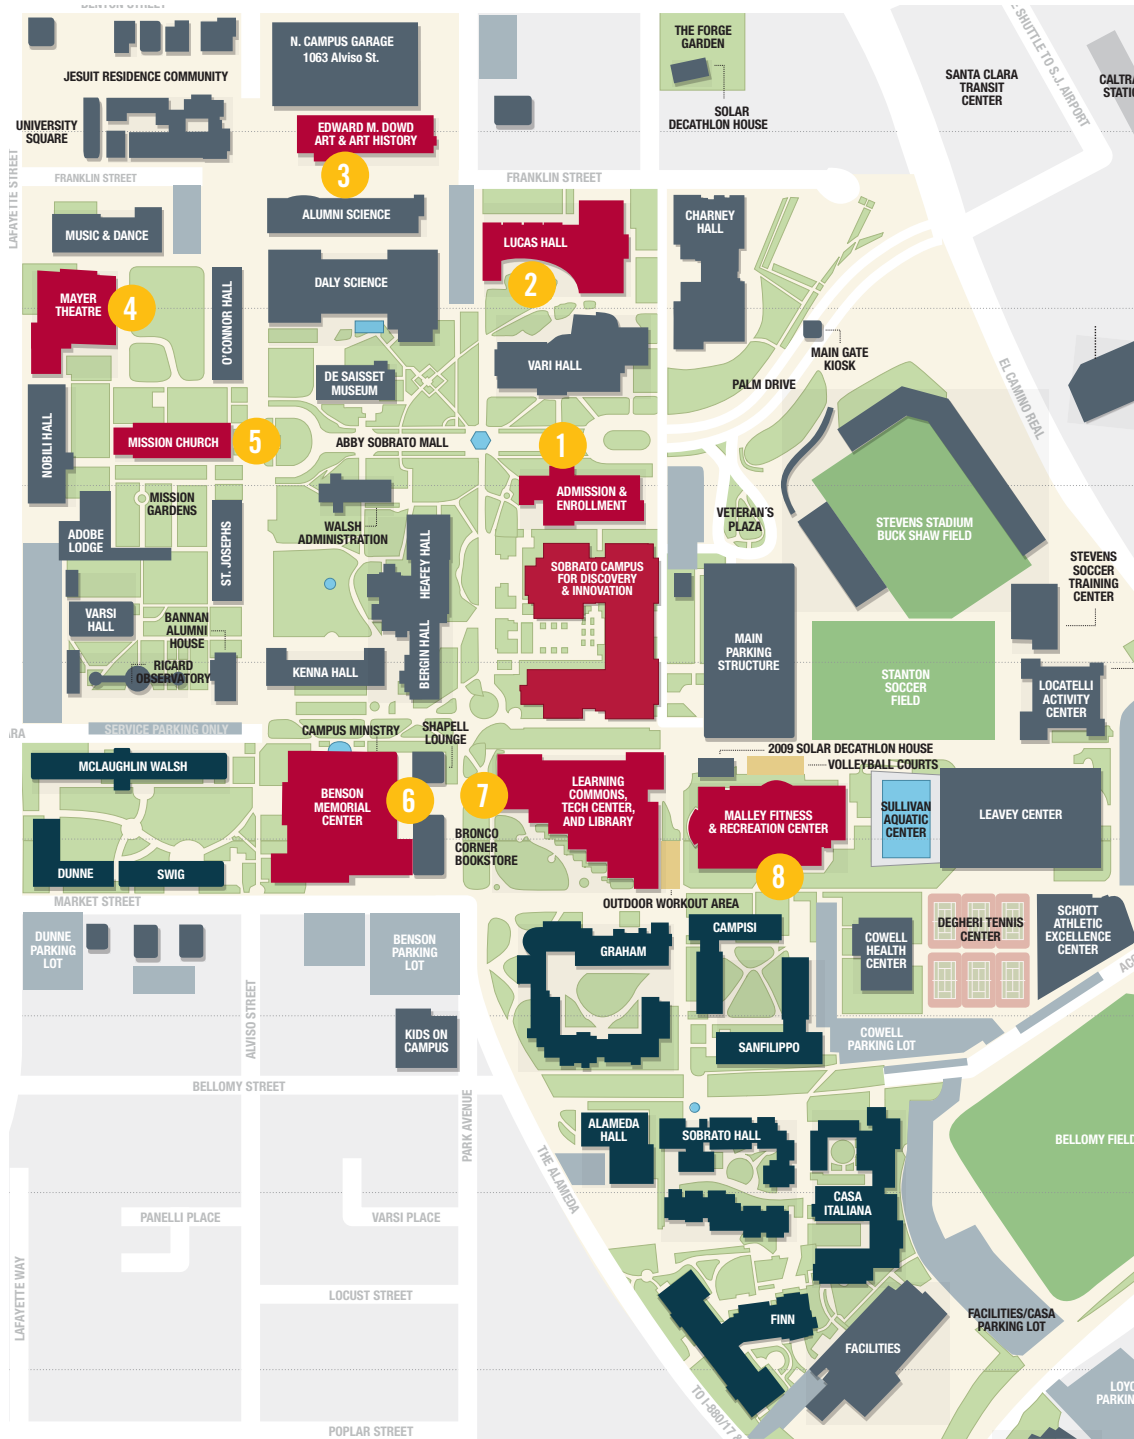 BENTON STREET
N. CAMPUS GARAGE
1063 Alviso St.
THE FORGE
GARDEN
SOLAR
DECATHLON HOUSE
SANTA CLARA
TRANSIT
CENTER
SHUTTLE TO S.J. AIRPORT
JESUIT RESIDENCE COMMUNITY
UNIVERSITY
SQUARE
EDWARD M. DOWD
ART & ART HISTORY
3
FRANKLIN STREET
FRANKLIN STREET
LAFAYETTE STREET
MUSIC & DANCE
ALUMNI SCIENCE
LUCAS HALL
2
CHARNEY
HALL
MAYER
THEATRE
4
O'CONNOR HALL
DALY SCIENCE
VARI HALL
MAIN GATE
KIOSK
EL CAMINO REAL
DE SAISSET
MUSEUM
PALM DRIVE
NOBILI HALL
MISSION CHURCH
5
ABBY SOBRATO MALL
1
ADMISSION &
ENROLLMENT
MISSION
GARDENS
ADOBE
LODGE
ST. JOSEPHS
WALSH
ADMINISTRATION
HEAFEY HALL
VETERAN'S
PLAZA
STEVENS STADIUM
BUCK SHAW FIELD
STEVENS
SOCCER
TRAINING
CENTER
SOBRATO CAMPUS
FOR DISCOVERY
& INNOVATION
VARSI
HALL
BANNAN
ALUMNI
HOUSE
RICARD
OBSERVATORY
KENNA HALL
BERGIN HALL
MAIN
PARKING
STRUCTURE
STANTON
SOCCER
FIELD
LOCATELLI
ACTIVITY
CENTER
SERVICE PARKING ONLY
CAMPUS MINISTRY
SHAPELL
LOUNGE
2009 SOLAR DECATHLON HOUSE
VOLLEYBALL COURTS
MCLAUGHLIN WALSH
BENSON
MEMORIAL
CENTER
6
7
LEARNING
COMMONS,
TECH CENTER,
AND LIBRARY
MALLEY FITNESS
& RECREATION CENTER
8
SULLIVAN
AQUATIC
CENTER
LEAVEY CENTER
BRONCO
CORNER
BOOKSTORE
DUNNE
SWIG
MARKET STREET
OUTDOOR WORKOUT AREA
DUNNE
PARKING
LOT
BENSON
PARKING
LOT
GRAHAM
CAMPISI
COWELL
HEALTH
CENTER
DEGHERI TENNIS
CENTER
SCHOTT
ATHLETIC
EXCELLENCE
CENTER
ALVISO STREET
KIDS ON
CAMPUS
SANFILIPPO
COWELL
PARKING LOT
BELLOMY STREET
PARK AVENUE
THE ALAMEDA
ALAMEDA
HALL
SOBRATO HALL
BELLOMY FIELD
CASA
ITALIANA
PANELLI PLACE
VARSI PLACE
LAFAYETTE WAY
LOCUST STREET
FINN
FACILITIES
FACILITIES/CASA
PARKING LOT
TO I-880/17 &
POPLAR STREET